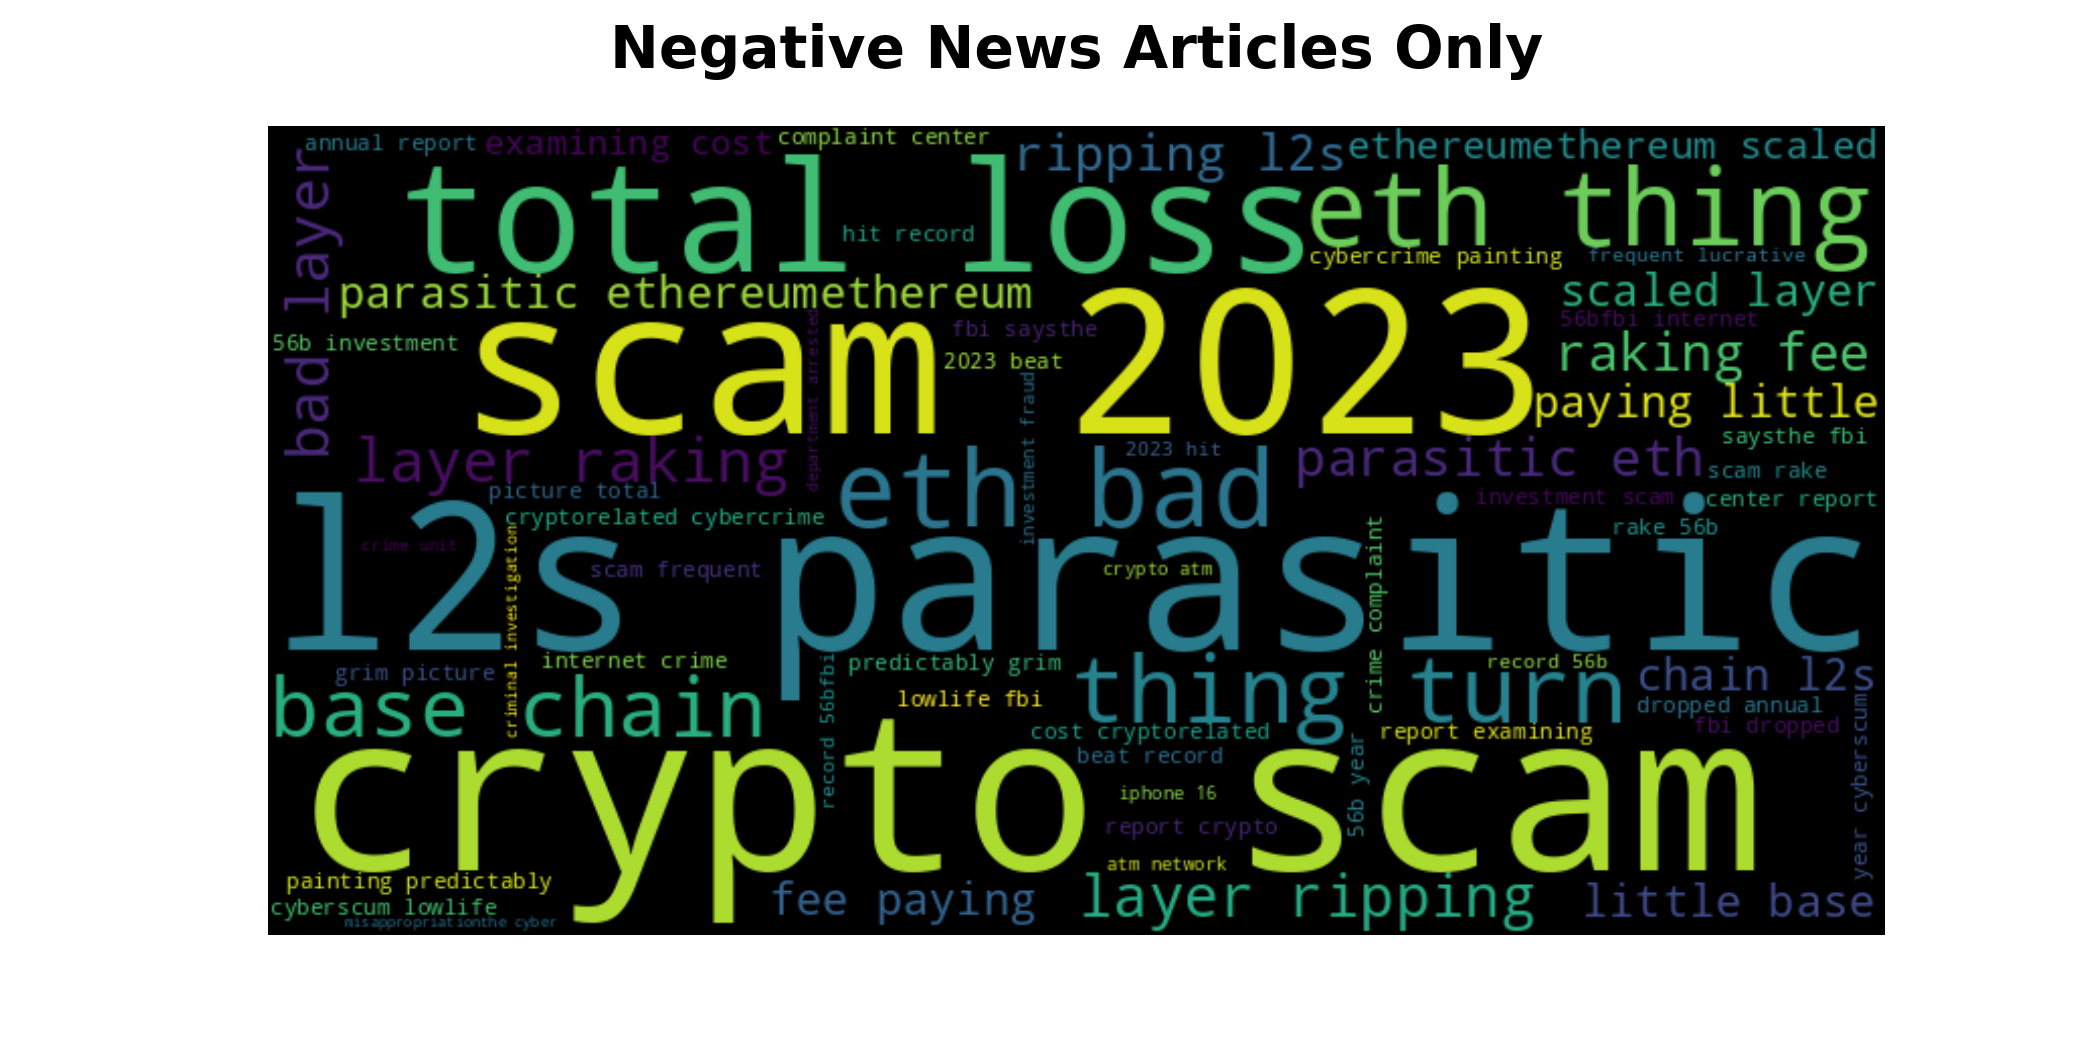 Negative News Articles Only
annual report
examining cost
complaint center
ripping l2s
ethereumethereum scaled
bad layer
total loss
eth thing
hit record
cybercrime painting
frequent lucrative
parasitic ethereumethereum
scaled layer
56b investment
scam 2023
fbi saysthe
56bfbi internet
2023 beat
raking fee
department arrested
investment fraud
paying little
layer raking
eth bad
2023 hit
parasitic eth
saysthe fbi
scam rake
picture total
l2s parasitic
investment scam
center report
cryptorelated cybercrime
rake 56b
crime unit
criminal investigation
scam frequent
crypto atm
crime complaint
grim picture
internet crime
record 56bfbi
predictably grim
thing turn
record 56b
chain l2s
base chain
lowlife fbi
dropped annual
cost cryptorelated
report examining
fbi dropped
year cyberscum
beat record
56b year
crypto scam
iphone 16
report crypto
atm network
painting predictably
fee paying
layer ripping
little base
cyberscum lowlife
misappropriationthe cyber